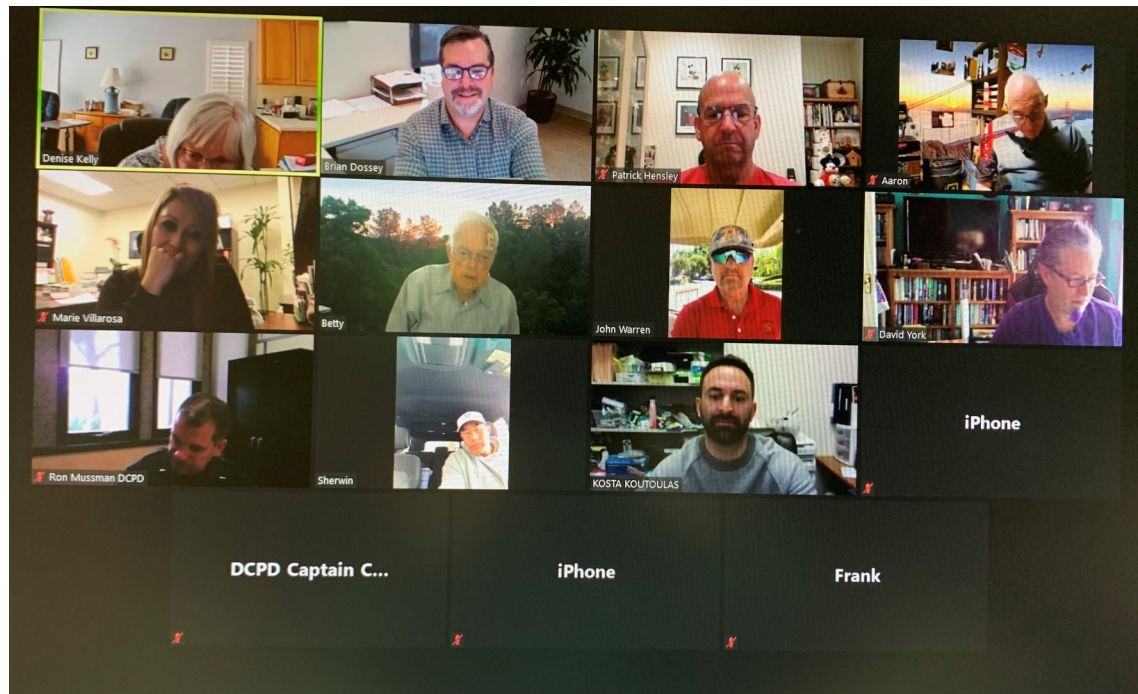 Denise Kelly
Brian Dossey
Patrick Hensley
Aaron
Marie Villarosa
Betty
John Warren
David York
Ron Mussman DCPD
Sherwin
KOSTA KOUTOULAS
iPhone
DCPD Captain C...
iPhone
Frank